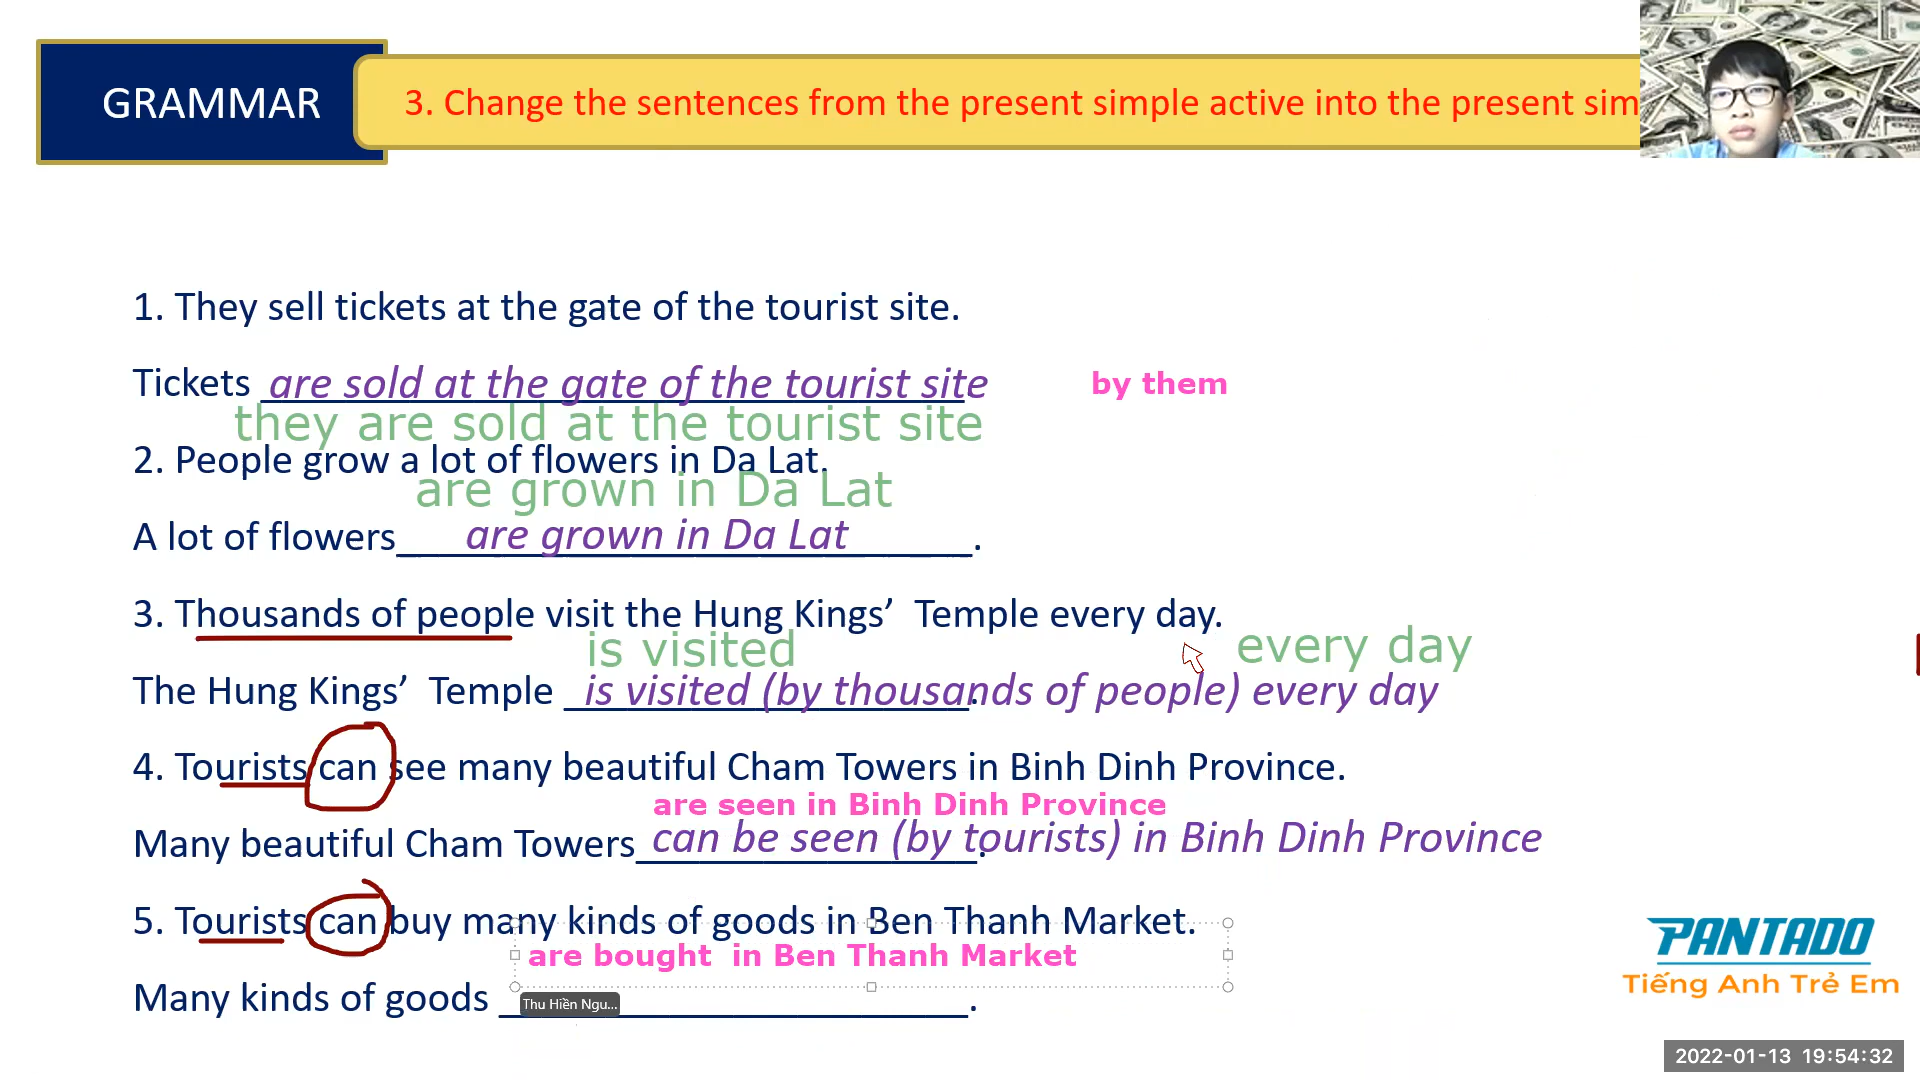 GRAMMAR
3. Change the sentences from the present simple active into the present sim
1. They sell tickets at the gate of the tourist site.
Tickets are sold at the gate of the tourist site by them
they are sold at the tourist site
2. People grow a lot of flowers in Da Lat.
are grown in Da Lat
A lot of flowers are grown in Da Lat.
3. Thousands of people visit the Hung Kings’ Temple every day.
is visited every day
The Hung Kings’ Temple is visited (by thousands of people) every day.
4. Tourists can see many beautiful Cham Towers in Binh Dinh Province.
are seen in Binh Dinh Province
Many beautiful Cham Towers can be seen (by tourists) in Binh Dinh Province.
5. Tourists can buy many kinds of goods in Ben Thanh Market.
are bought in Ben Thanh Market
Many kinds of goods ______.
Thu Hiền Ngu...
PANTADO
Tiếng Anh Trẻ Em
2022-01-13 19:54:32